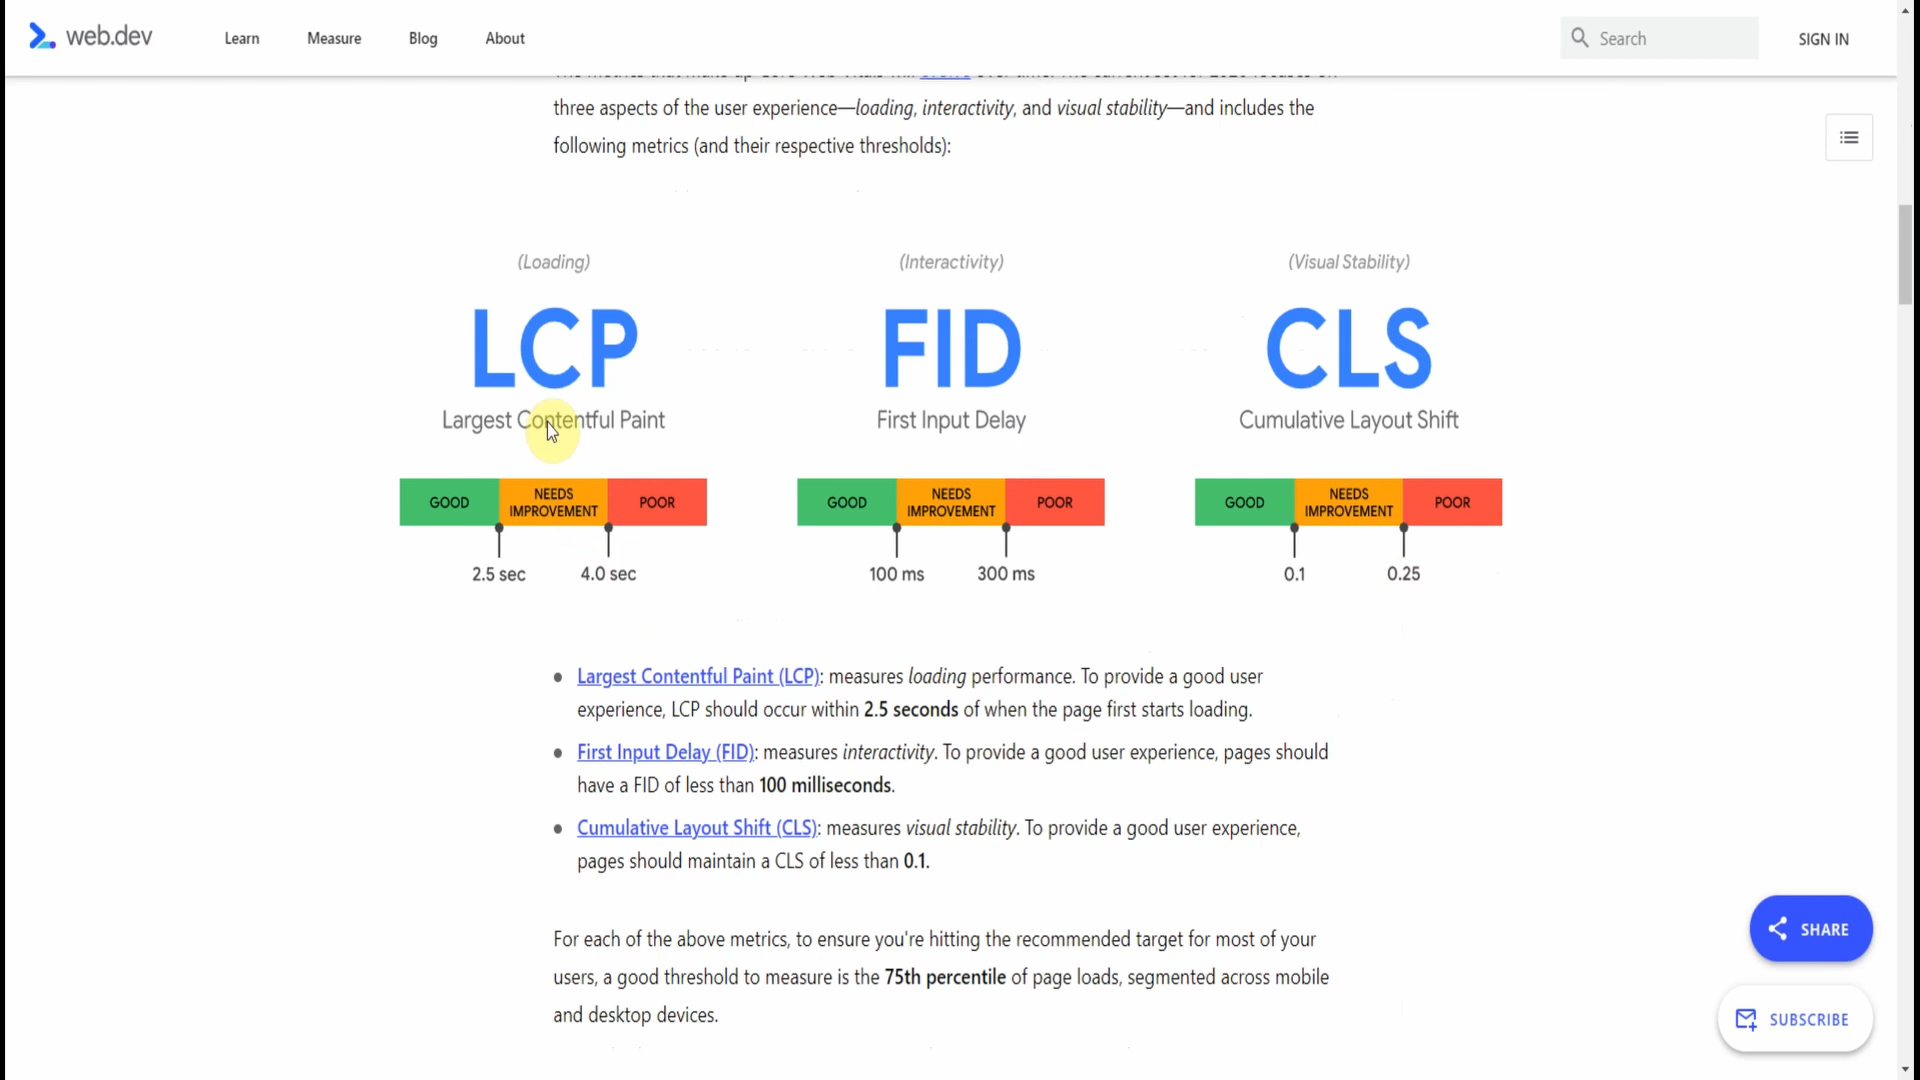 web.dev
Learn
Measure
Blog
About
Search
SIGN IN
three aspects of the user experience—loading, interactivity, and visual stability—and includes the
following metrics (and their respective thresholds):
(Loading)
(Interactivity)
(Visual Stability)
LCP
FID
CLS
Largest Contentful Paint
First Input Delay
Cumulative Layout Shift
GOOD
NEEDS
IMPROVEMENT
POOR
GOOD
NEEDS
IMPROVEMENT
POOR
GOOD
NEEDS
IMPROVEMENT
POOR
2.5 sec
4.0 sec
100 ms
300 ms
0.1
0.25
Largest Contentful Paint (LCP): measures loading performance. To provide a good user
experience, LCP should occur within 2.5 seconds of when the page first starts loading.
First Input Delay (FID): measures interactivity. To provide a good user experience, pages should
have a FID of less than 100 milliseconds.
Cumulative Layout Shift (CLS): measures visual stability. To provide a good user experience,
pages should maintain a CLS of less than 0.1.
For each of the above metrics, to ensure you're hitting the recommended target for most of your
users, a good threshold to measure is the 75th percentile of page loads, segmented across mobile
and desktop devices.
SHARE
SUBSCRIBE